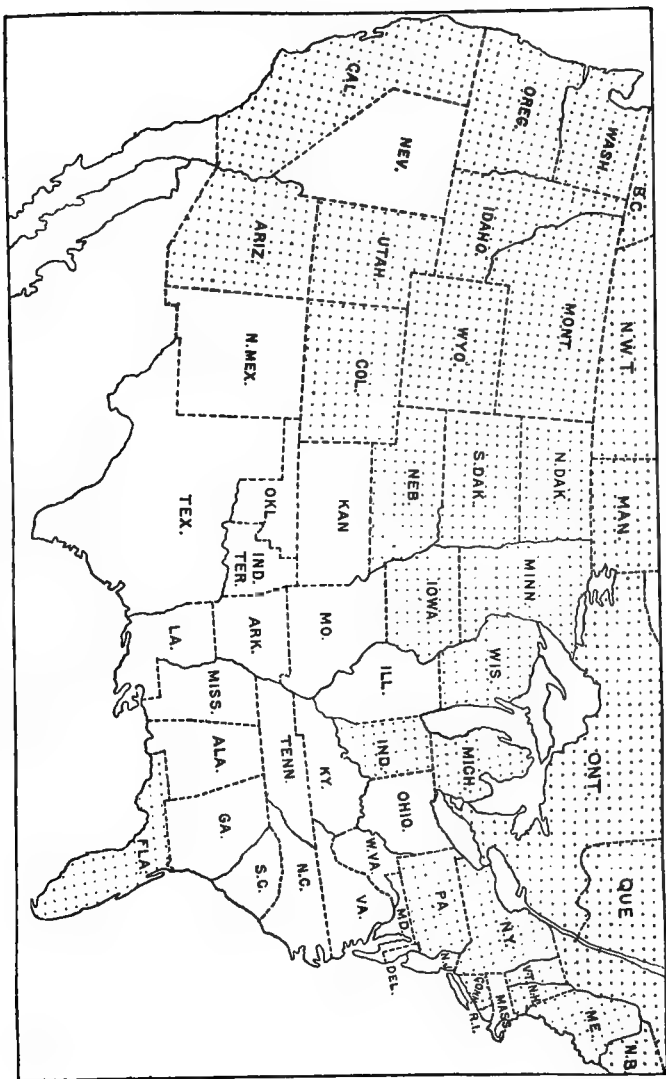 WASH.
B.C.
N.W.T.
MAN.
ONT
QUE
N.B.
OREG.
IDAHO.
MONT.
N.DAK.
MINN.
WIS.
MICH.
N.Y.
VT.
N.H.
ME.
MASS.
CONN.
R.I.
CAL.
NEV.
UTAH.
WYO.
S.DAK.
NEB.
IOWA
ILL.
IND.
OHIO.
PA.
N.J.
MD.
DEL.
W.VA.
VA.
ARIZ.
COL.
KAN
MO.
KY.
N.MEX.
OKL.
IND.
TER
ARK.
TENN.
N.C.
S.C.
TEX.
LA.
MISS.
ALA.
GA.
FLA.